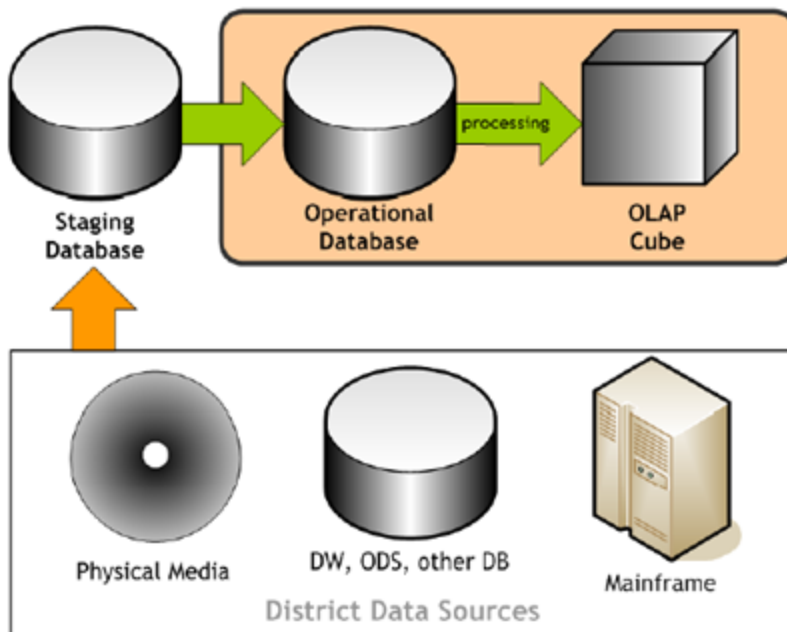 Staging
Database
Operational
Database
processing
OLAP
Cube
Physical Media
DW, ODS, other DB
Mainframe
District Data Sources